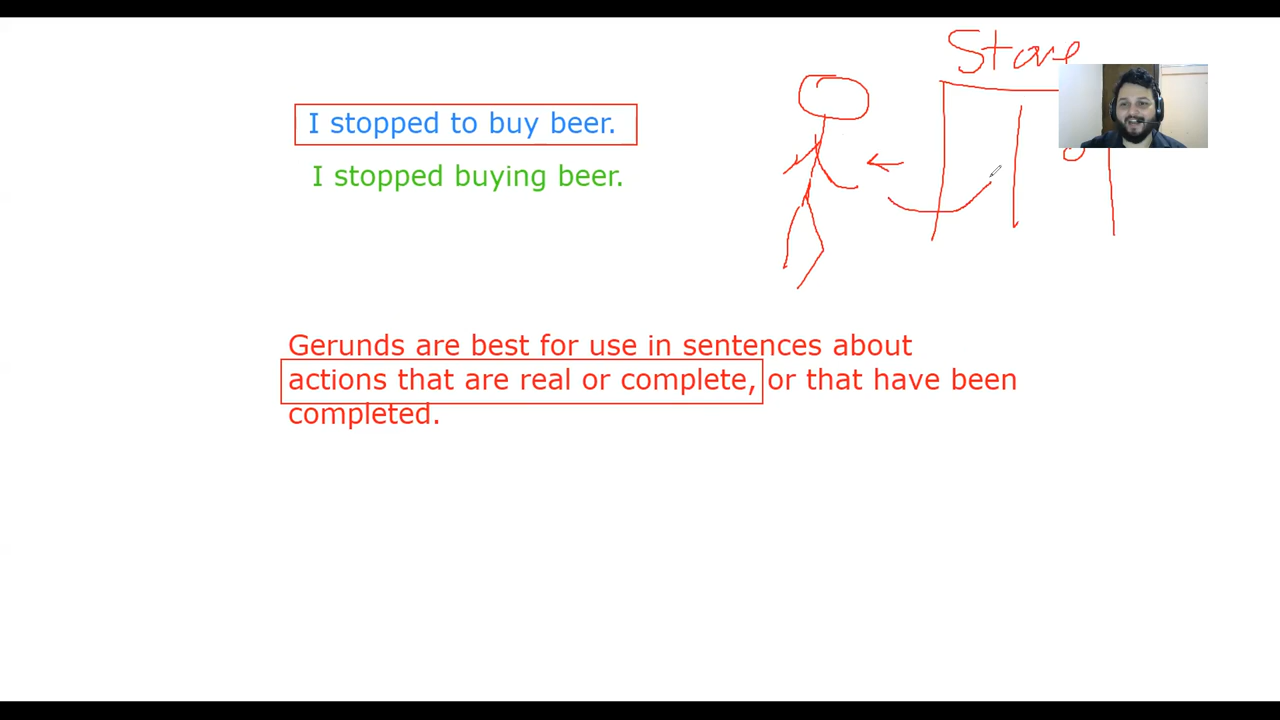 Store
I stopped to buy beer.
I stopped buying beer.
Gerunds are best for use in sentences about
actions that are real or complete, or that have been
completed.